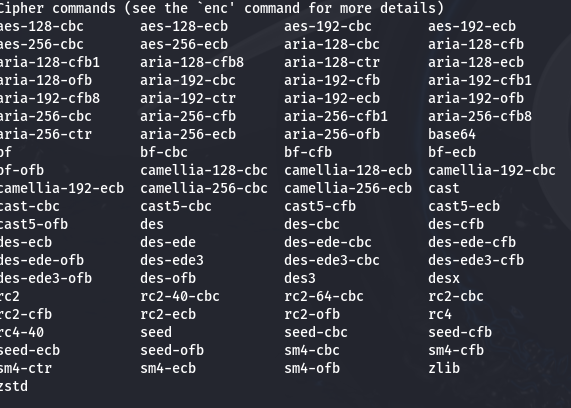 Cipher commands (see the `enc' command for more details)
aes-128-cbc aes-128-ecb aes-192-cbc aes-192-ecb
aes-256-cbc aes-256-ecb aria-128-cbc aria-128-cfb
aria-128-cfb1 aria-128-cfb8 aria-128-ctr aria-128-ecb
aria-128-ofb aria-192-cbc aria-192-cfb aria-192-cfb1
aria-192-cfb8 aria-192-ctr aria-192-ecb aria-192-ofb
aria-256-cbc aria-256-cfb aria-256-cfb1 aria-256-cfb8
aria-256-ctr aria-256-ecb aria-256-ofb base64
bf bf-cbc bf-cfb bf-ecb
bf-ofb camellia-128-cbc camellia-128-ecb camellia-192-cbc
camellia-192-ecb camellia-256-cbc camellia-256-ecb cast
cast-cbc cast5-cbc cast5-cfb cast5-ecb
cast5-ofb des des-cbc des-cfb
des-ecb des-ede des-ede-cbc des-ede-cfb
des-ede-ofb des-ede3 des-ede3-cbc des-ede3-cfb
des-ede3-ofb des-ofb des3 desx
rc2 rc2-40-cbc rc2-64-cbc rc2-cbc
rc2-cfb rc2-ecb rc2-ofb rc4
rc4-40 seed seed-cbc seed-cfb
seed-ecb seed-ofb sm4-cbc sm4-cfb
sm4-ctr sm4-ecb sm4-ofb zlib
zstd